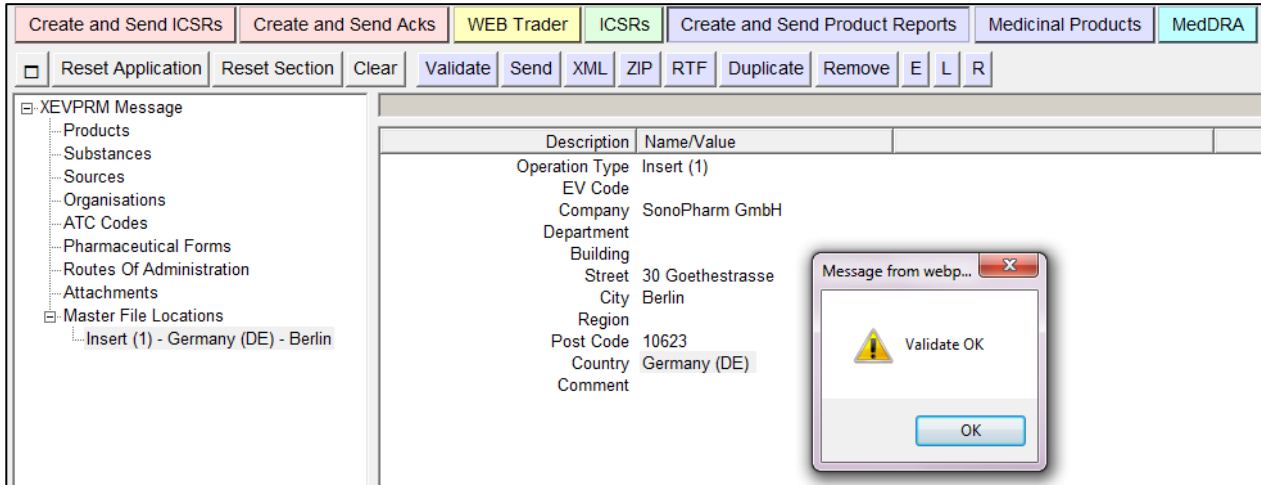 Create and Send ICSRs Create and Send Acks WEB Trader ICSRs Create and Send Product Reports Medicinal Products MedDRA
Reset Application Reset Section Clear Validate Send XML ZIP RTF Duplicate Remove E L R
XEVPRM Message
Products
Substances
Sources
Organisations
ATC Codes
Pharmaceutical Forms
Routes Of Administration
Attachments
Master File Locations
Insert (1) - Germany (DE) - Berlin
Description Name/Value
Operation Type Insert (1)
EV Code
Company SonoPharm GmbH
Department
Building
Street 30 Goethestrasse
City Berlin
Region
Post Code 10623
Country Germany (DE)
Comment
Message from webp...
Validate OK
OK